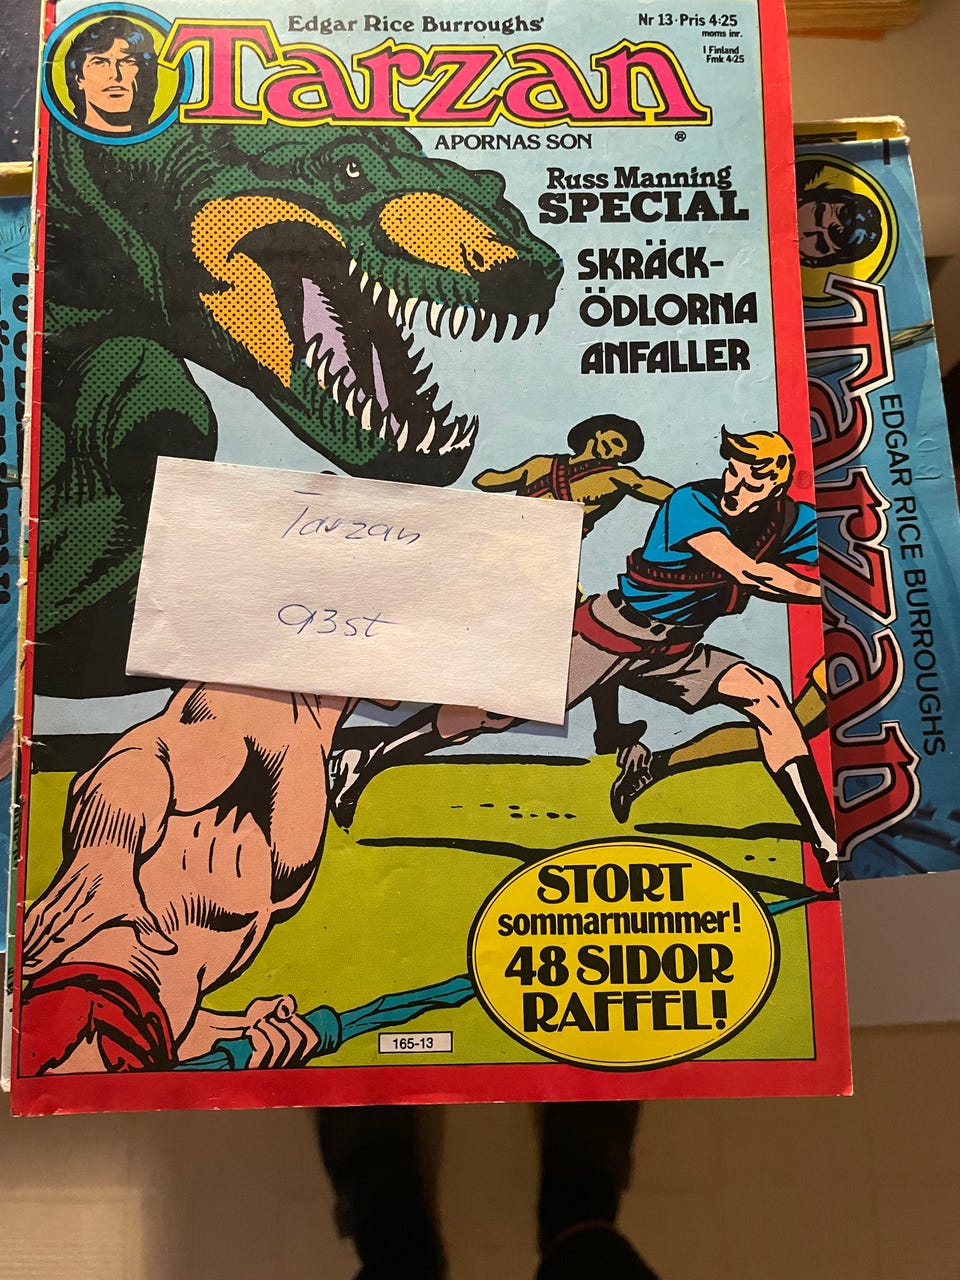 Edgar Rice Burroughs'
Nr 13 · Pris 4:25
moms inr.
I Finland
Fmk 4:25
Tarzan
APORNAS SON
®
Russ Manning
SPECIAL
SKRÄCK-
ÖDLORNA
ANFALLER
Tarzan
93st
STORT
sommarnummer!
48 SIDOR
RAFFEL!
165-13
Tarzan
EDGAR RICE BURROUGHS